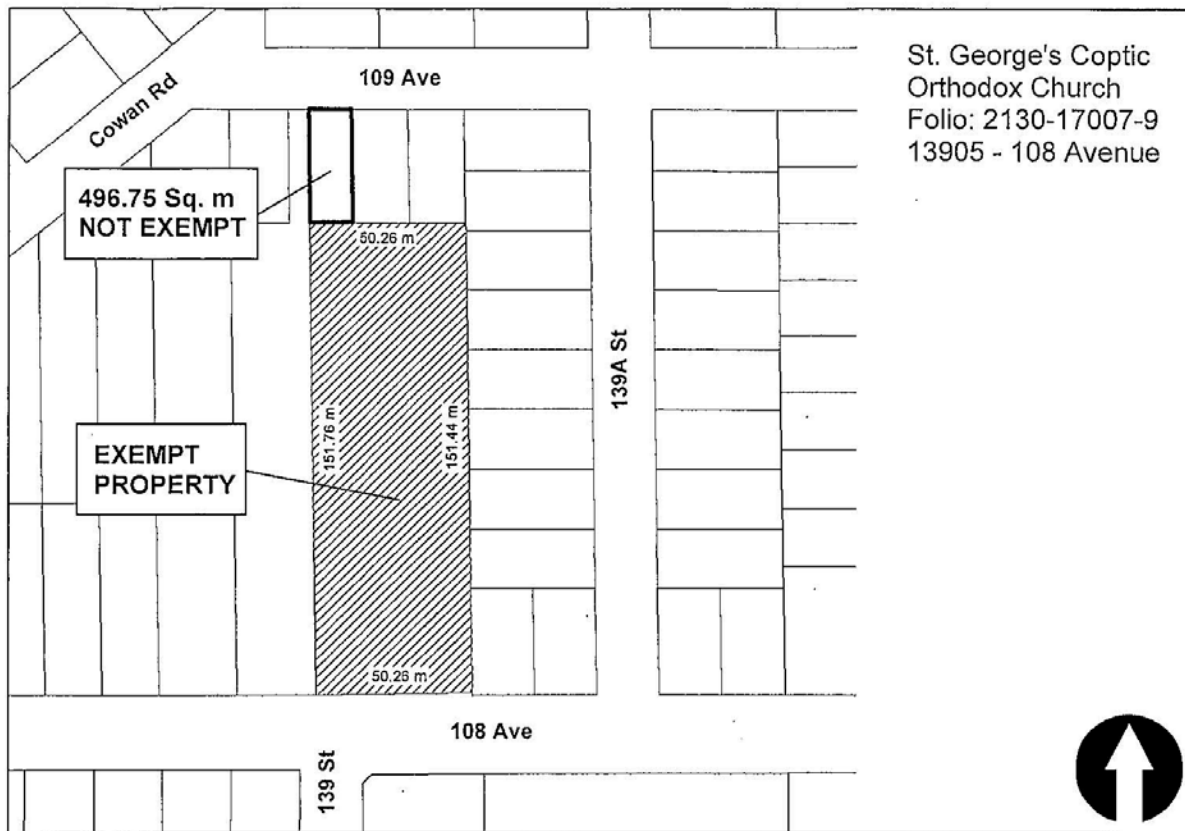 St. George's Coptic
Orthodox Church
Folio: 2130-17007-9
13905 - 108 Avenue
109 Ave
Cowan Rd
496.75 Sq. m
NOT EXEMPT
50.26 m
139A St
151.76 m
151.44 m
EXEMPT
PROPERTY
50.26 m
108 Ave
139 St